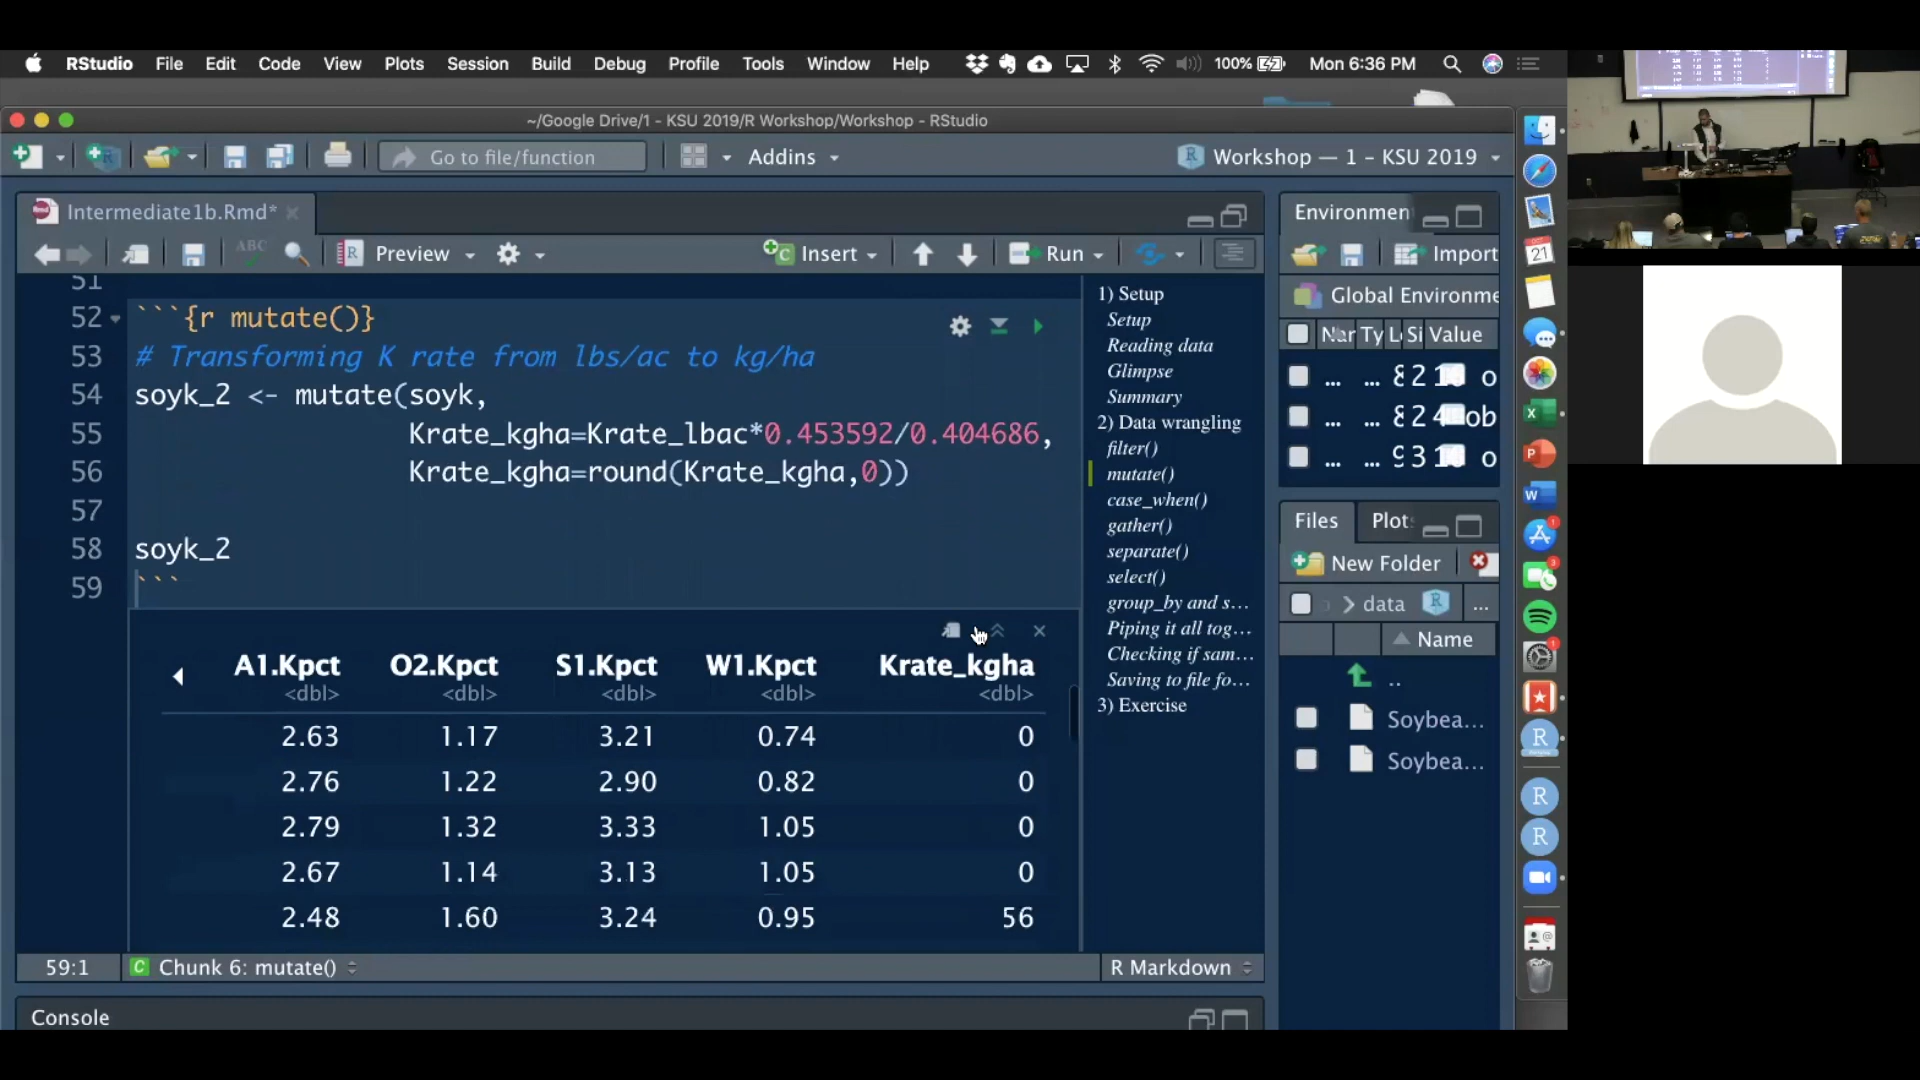 RStudio File Edit Code View Plots Session Build Debug Profile Tools Window Help 100% Mon 6:36 PM
~/Google Drive/1 - KSU 2019/R Workshop/Workshop - RStudio
Go to file/function Addins Workshop — 1 - KSU 2019
Intermediate1b.Rmd* Environmen
ABC Preview Insert Run Import
51
52 ```{r mutate()}
53 # Transforming K rate from lbs/ac to kg/ha
54 soyk_2 <- mutate(soyk,
55 Krate_kgha=Krate_lbac*0.453592/0.404686,
56 Krate_kgha=round(Krate_kgha,0))
57
58 soyk_2
59 ```
A1.Kpct O2.Kpct S1.Kpct W1.Kpct Krate_kgha
<dbl> <dbl> <dbl> <dbl> <dbl>
2.63 1.17 3.21 0.74 0
2.76 1.22 2.90 0.82 0
2.79 1.32 3.33 1.05 0
2.67 1.14 3.13 1.05 0
2.48 1.60 3.24 0.95 56
59:1 Chunk 6: mutate() R Markdown
Console
1) Setup
Setup
Reading data
Glimpse
Summary
2) Data wrangling
filter()
mutate()
case_when()
gather()
separate()
select()
group_by and s...
Piping it all tog...
Checking if sam...
Saving to file fo...
3) Exercise
Global Environme
Nar Ty L Si Value
Files Plot
New Folder
data ...
Name
..
Soybea...
Soybea...
21